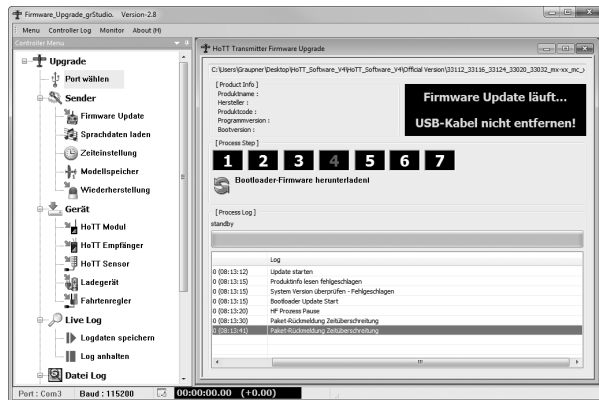 Firmware_Upgrade_grStudio. Version-2.8
Menu Controller Log Monitor About (H)
Controller Menu
Upgrade
Port wählen
Sender
Firmware Update
Sprachdaten laden
Zeiteinstellung
Modellspeicher
Wiederherstellung
Gerät
HoTT Modul
HoTT Empfänger
HoTT Sensor
Ladegerät
Fahrtenregler
Live Log
Logdaten speichern
Log anhalten
Datei Log
HoTT Transmitter Firmware Upgrade
C:\Users\Graupner\Desktop\HoTT_Software_V4\HoTT_Software_V4\Official Version\33112_33116_33124_33020_33032_mx-xx_mc_
[ Product Info ]
Produktname :
Hersteller :
Produktcode :
Programmversion :
Bootversion :
Firmware Update läuft...
USB-Kabel nicht entfernen!
[ Process Step ]
1 2 3 4 5 6 7
Bootloader-Firmware herunterladen!
[ Process Log ]
standby
Log
0 (08:13:12) Update starten
0 (08:13:15) Produktinfo lesen fehlgeschlagen
0 (08:13:15) System Version überprüfen - Fehlgeschlagen
0 (08:13:15) Bootloader Update Start
0 (08:13:20) HF Prozess Pause
0 (08:13:30) Paket-Rückmeldung Zeitüberschreitung
0 (08:13:41) Paket-Rückmeldung Zeitüberschreitung
Port : Com3 Baud : 115200 00:00:00.00 (+0.00)